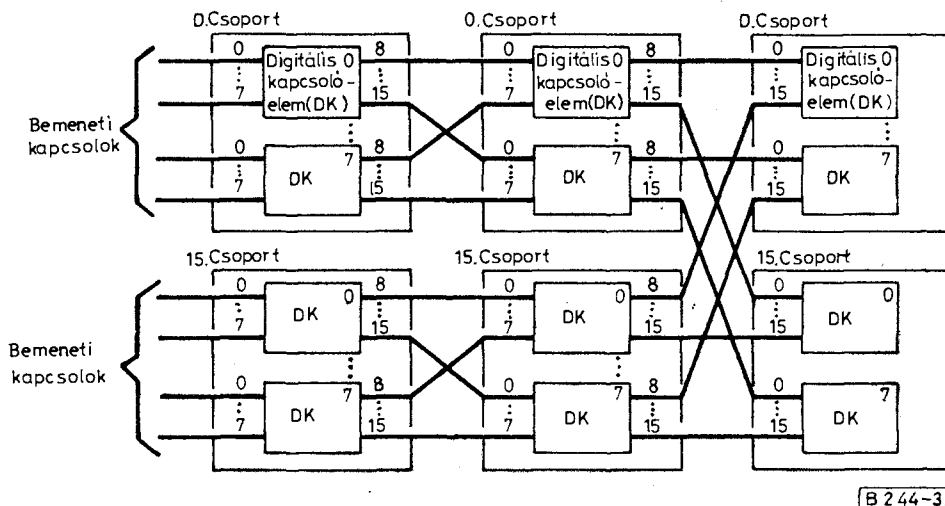 0.Csoport 0.Csoport 0.Csoport
0 8 0 8 0
Digitális 0 Digitális 0 Digitális 0
7 kapcsoló- 15 7 kapcsoló- 15 15 kapcsoló-
elem(DK) elem(DK) elem(DK)
Bemeneti
kapcsolok
0 7 8 0 7 8 0 7
DK DK DK
7 15 7 15 15
15.Csoport 15.Csoport 15.Csoport
0 0 8 0 0 8 0 0
DK DK DK
7 15 7 15 15
Bemeneti
kapcsolok
0 7 8 0 7 8 0 7
DK DK DK
7 15 7 15 15
B 244-3